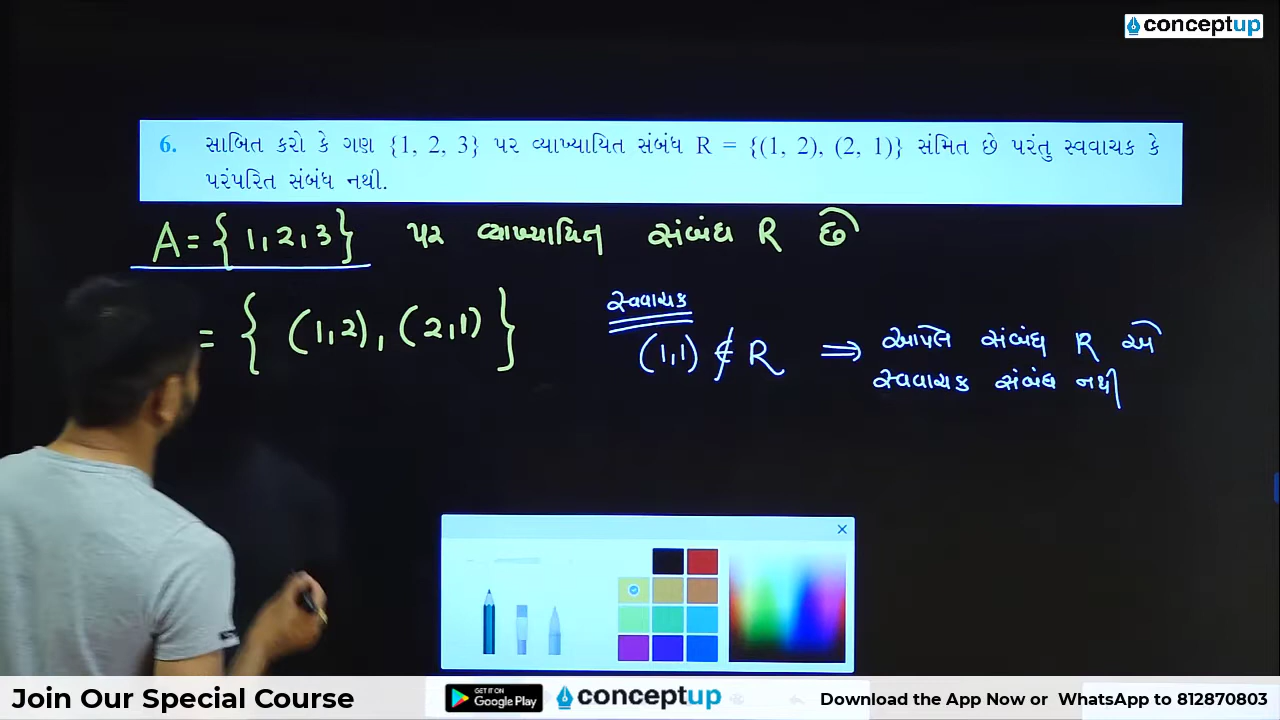 conceptup
6. સાબિત કરો કે ગણ {1, 2, 3} પર વ્યાખ્યાયિત સંબંધ R = {(1, 2), (2, 1)} સંમિત છે પરંતુ સ્વવાચક કે
પરંપરિત સંબંધ નથી.
A = {1, 2, 3} પર વ્યાખ્યાયિત સંબંધ R છે
= { (1,2), (2,1) }
સ્વવાચક
(1,1) ∉ R ⇒ આપેલ સંબંધ R એ
સ્વવાચક સંબંધ નથી
Join Our Special Course
GET IT ON
Google Play
conceptup
Download the App Now or WhatsApp to 812870803